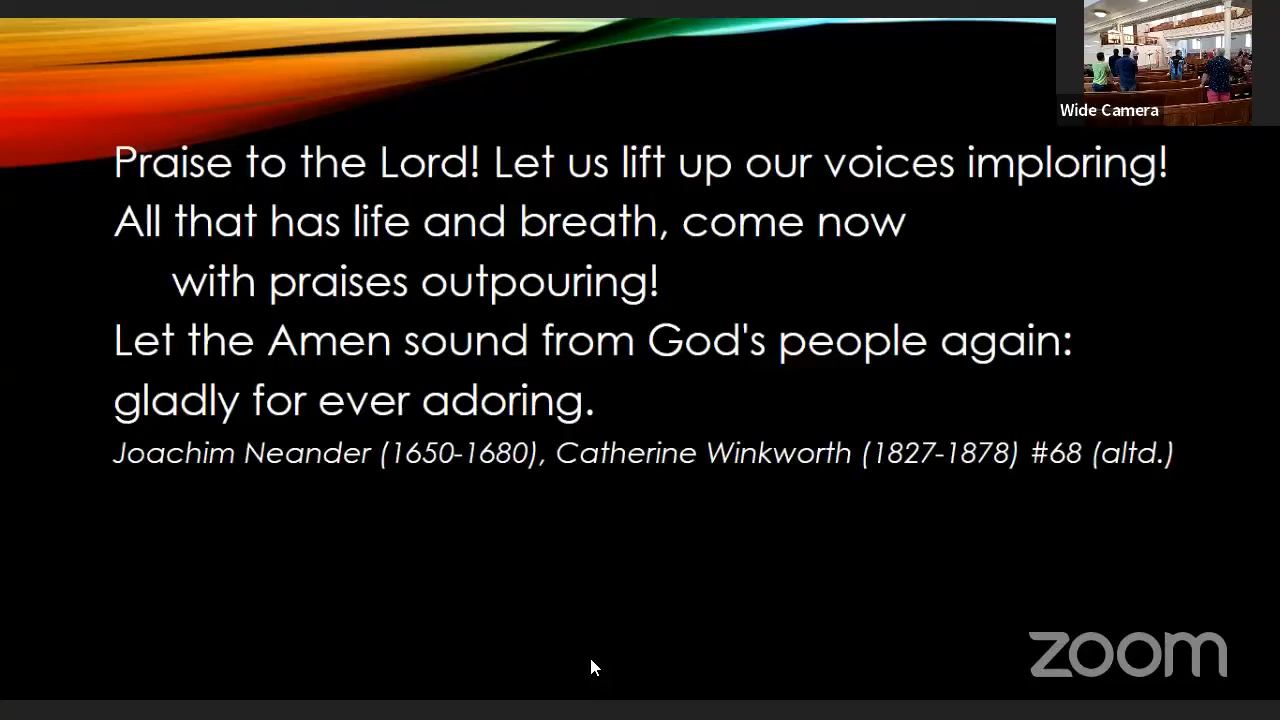 Wide Camera
Praise to the Lord! Let us lift up our voices imploring!
All that has life and breath, come now
with praises outpouring!
Let the Amen sound from God's people again:
gladly for ever adoring.
Joachim Neander (1650-1680), Catherine Winkworth (1827-1878) #68 (altd.)
zoom